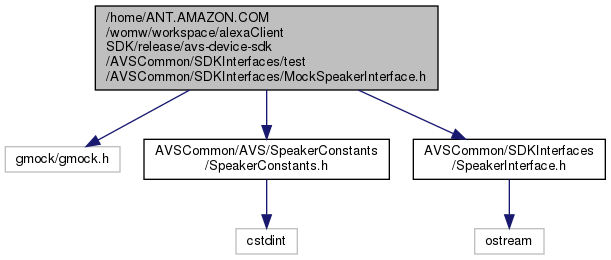 /home/ANT.AMAZON.COM
/womw/workspace/alexaClient
SDK/release/avs-device-sdk
/AVSCommon/SDKInterfaces/test
/AVSCommon/SDKInterfaces/MockSpeakerInterface.h
gmock/gmock.h
AVSCommon/AVS/SpeakerConstants
/SpeakerConstants.h
AVSCommon/SDKInterfaces
/SpeakerInterface.h
cstdint
ostream